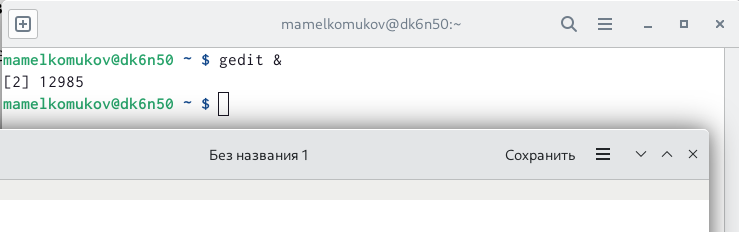 mamelkomukov@dk6n50:~
mamelkomukov@dk6n50 ~ $ gedit &
[2] 12985
mamelkomukov@dk6n50 ~ $
Без названия 1 Сохранить